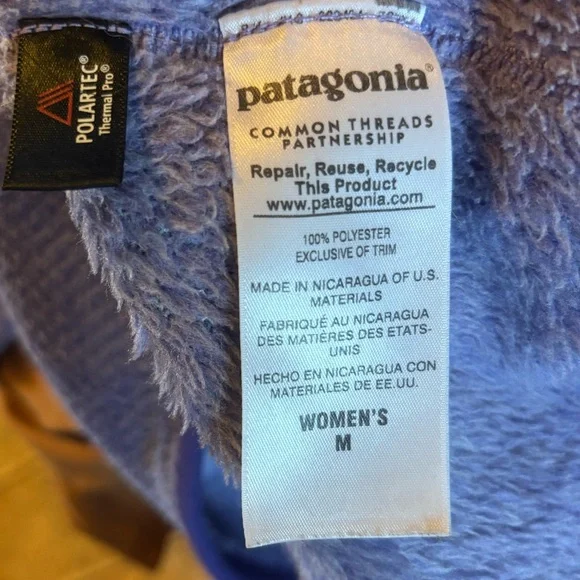 POLARTEC®
Thermal Pro®
patagonia®
COMMON THREADS
PARTNERSHIP
Repair, Reuse, Recycle
This Product
www.patagonia.com
100% POLYESTER
EXCLUSIVE OF TRIM
MADE IN NICARAGUA OF U.S.
MATERIALS
FABRIQUÉ AU NICARAGUA
DES MATIÈRES DES ETATS-
UNIS
HECHO EN NICARAGUA CON
MATERIALES DE EE.UU.
WOMEN'S
M